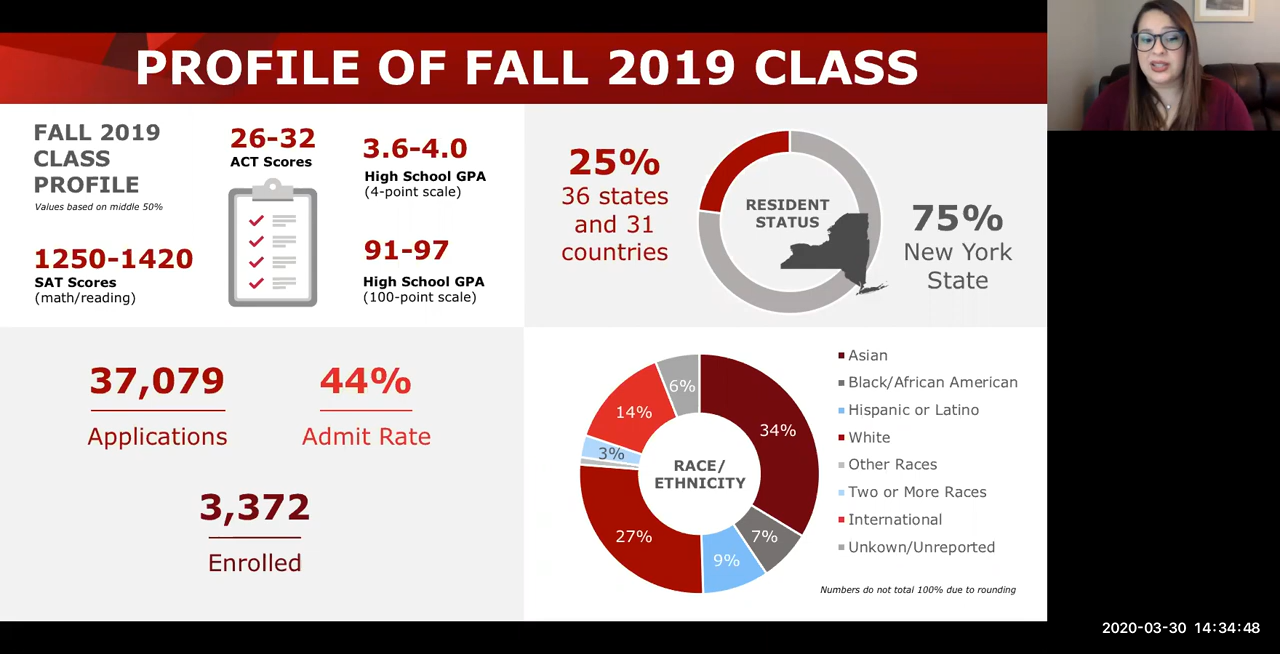 PROFILE OF FALL 2019 CLASS
FALL 2019
CLASS
PROFILE
Values based on middle 50%
26-32
ACT Scores
3.6-4.0
High School GPA
(4-point scale)
1250-1420
SAT Scores
(math/reading)
91-97
High School GPA
(100-point scale)
25%
36 states
and 31
countries
RESIDENT
STATUS
75%
New York
State
37,079
Applications
44%
Admit Rate
3,372
Enrolled
6%
34%
14%
3%
27%
9%
7%
RACE/
ETHNICITY
Asian
Black/African American
Hispanic or Latino
White
Other Races
Two or More Races
International
Unkown/Unreported
Numbers do not total 100% due to rounding
2020-03-30 14:34:48